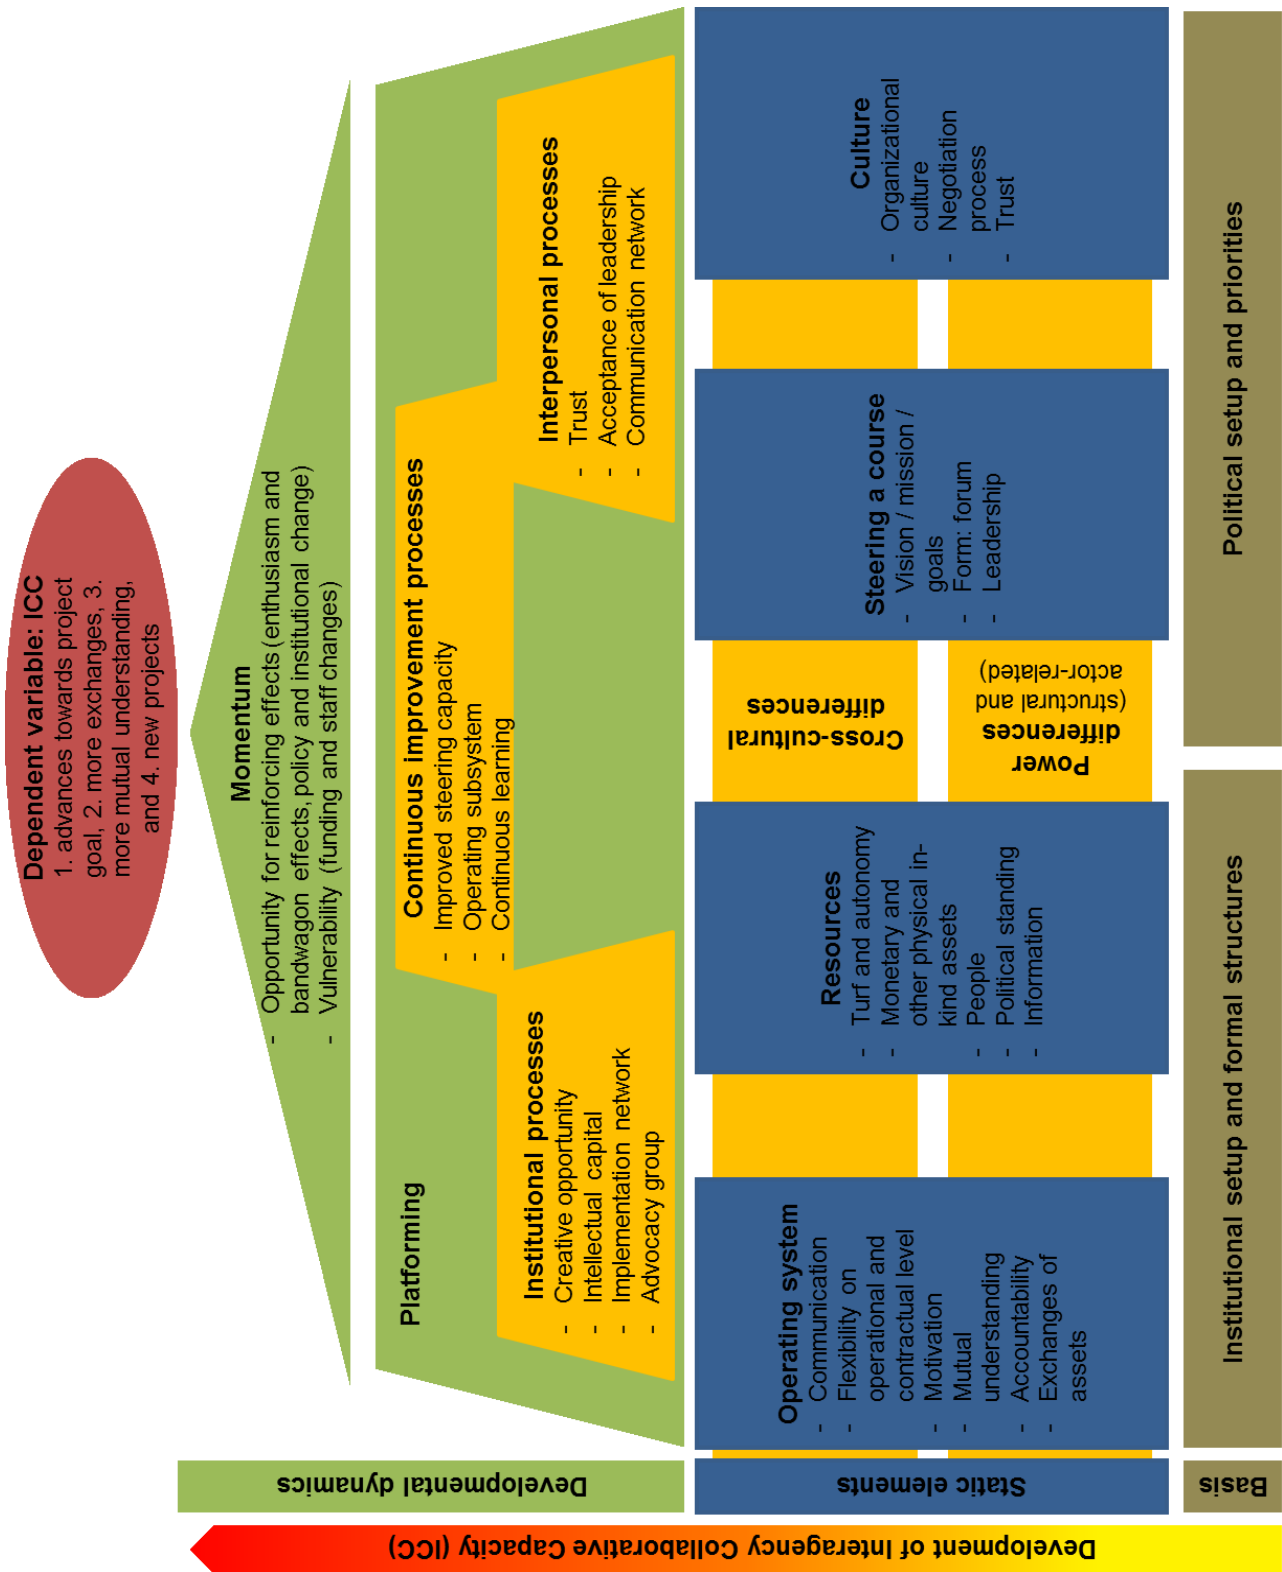 Dependent variable: ICC
1. advances towards project
goal, 2. more exchanges, 3.
more mutual understanding,
and 4. new projects
Momentum
- Opportunity for reinforcing effects (enthusiasm and
bandwagon effects, policy and institutional change)
- Vulnerability (funding and staff changes)
Platforming
Continuous improvement processes
- Improved steering capacity
- Operating subsystem
- Continuous learning
Institutional processes
- Creative opportunity
- Intellectual capital
- Implementation network
- Advocacy group
Interpersonal processes
- Trust
- Acceptance of leadership
- Communication network
Operating system
- Communication
- Flexibility on
operational and
contractual level
- Motivation
- Mutual
understanding
- Accountability
- Exchanges of
assets
Resources
- Turf and autonomy
- Monetary and
other physical in-
kind assets
- People
- Political standing
- Information
Cross-cultural
differences
Power
differences
(structural and
actor-related)
Steering a course
- Vision / mission /
goals
- Form: forum
- Leadership
Culture
- Organizational
culture
- Negotiation
process
- Trust
Institutional setup and formal structures
Political setup and priorities
Developmental dynamics
Static elements
Basis
Development of Interagency Collaborative Capacity (ICC)